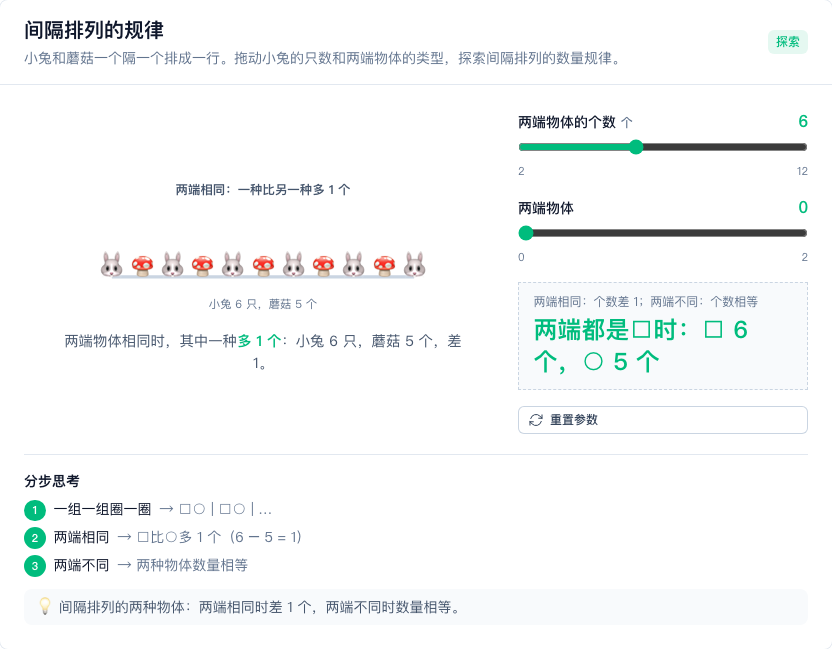 间隔排列的规律
小兔和蘑菇一个隔一个排成一行。拖动小兔的只数和两端物体的类型，探索间隔排列的数量规律。
探索
两端相同：一种比另一种多 1 个
小兔 6 只，蘑菇 5 个
两端物体相同时，其中一种多 1 个：小兔 6 只，蘑菇 5 个，差
1。
两端物体的个数 个
6
2
12
两端物体
0
0
2
两端相同：个数差 1；两端不同：个数相等
两端都是□时：□ 6
个，○ 5 个
重置参数
分步思考
1 一组一组圈一圈 → □○ | □○ | …
2 两端相同 → □比○多 1 个（6 − 5 = 1）
3 两端不同 → 两种物体数量相等
间隔排列的两种物体：两端相同时差 1 个，两端不同时数量相等。